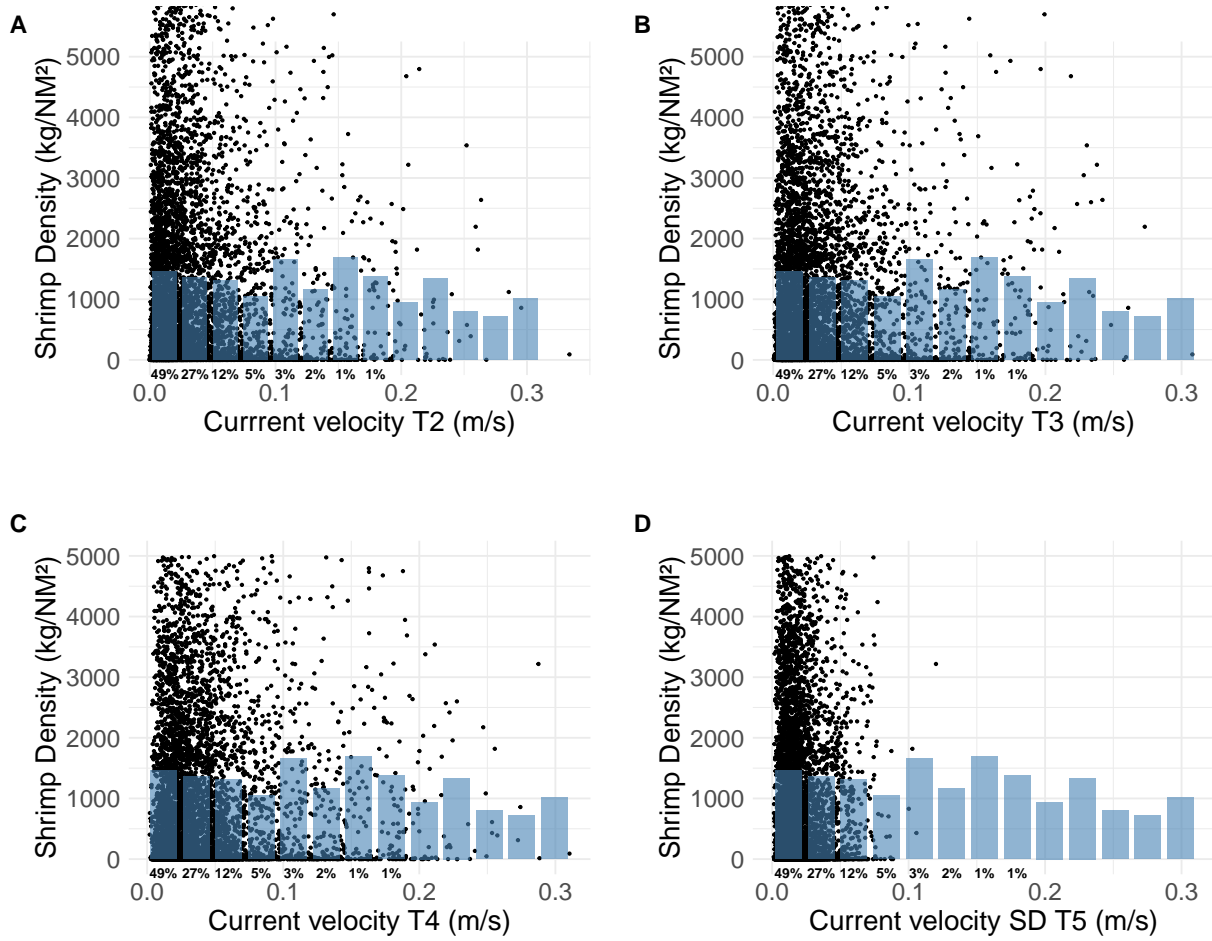 A
Shrimp Density (kg/NM²)
5000
4000
3000
2000
1000
0
49% 27% 12% 5% 3% 2% 1% 1%
0.0 0.1 0.2 0.3
Currrent velocity T2 (m/s)
B
Shrimp Density (kg/NM²)
5000
4000
3000
2000
1000
0
49% 27% 12% 5% 3% 2% 1% 1%
0.0 0.1 0.2 0.3
Current velocity T3 (m/s)
C
Shrimp Density (kg/NM²)
5000
4000
3000
2000
1000
0
49% 27% 12% 5% 3% 2% 1% 1%
0.0 0.1 0.2 0.3
Current velocity T4 (m/s)
D
Shrimp Density (kg/NM²)
5000
4000
3000
2000
1000
0
49% 27% 12% 5% 3% 2% 1% 1%
0.0 0.1 0.2 0.3
Current velocity SD T5 (m/s)